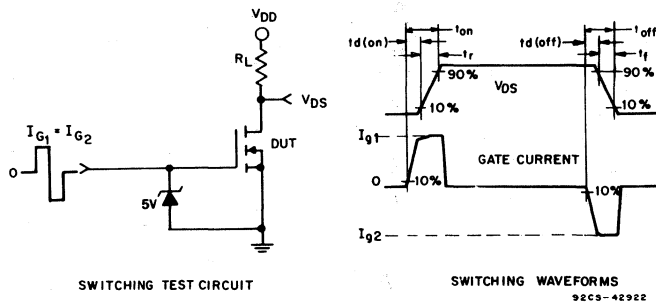 VDD
RL
VDS
IG1 = IG2
DUT
0
5V
SWITCHING TEST CIRCUIT
ton
toff
td(on)
tr
td(off)
tf
90%
VDS
90%
10%
10%
Ig1
GATE CURRENT
0
10%
10%
Ig2
SWITCHING WAVEFORMS
92CS-42922